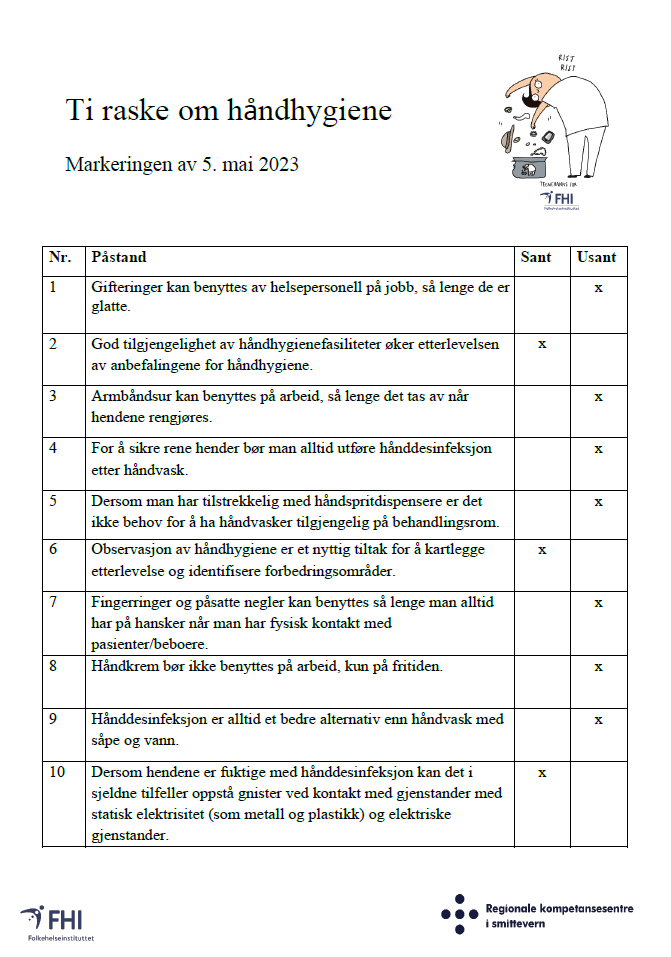 RIST
RIST
Ti raske om håndhygiene
Markeringen av 5. mai 2023
TEGNEHANNS FOR
FHI
Folkehelseinstituttet
Nr. Påstand Sant Usant
1 Gifteringer kan benyttes av helsepersonell på jobb, så lenge de er x
glatte.
2 God tilgjengelighet av håndhygienefasiliteter øker etterlevelsen x
av anbefalingene for håndhygiene.
3 Armbåndsur kan benyttes på arbeid, så lenge det tas av når x
hendene rengjøres.
4 For å sikre rene hender bør man alltid utføre hånddesinfeksjon x
etter håndvask.
5 Dersom man har tilstrekkelig med håndspritdispensere er det x
ikke behov for å ha håndvasker tilgjengelig på behandlingsrom.
6 Observasjon av håndhygiene er et nyttig tiltak for å kartlegge x
etterlevelse og identifisere forbedringsområder.
7 Fingerringer og påsatte negler kan benyttes så lenge man alltid x
har på hansker når man har fysisk kontakt med
pasienter/beboere.
8 Håndkrem bør ikke benyttes på arbeid, kun på fritiden. x
9 Hånddesinfeksjon er alltid et bedre alternativ enn håndvask med x
såpe og vann.
10 Dersom hendene er fuktige med hånddesinfeksjon kan det i x
sjeldne tilfeller oppstå gnister ved kontakt med gjenstander med
statisk elektrisitet (som metall og plastikk) og elektriske
gjenstander.
FHI
Folkehelseinstituttet
Regionale kompetansesentre
i smittevern